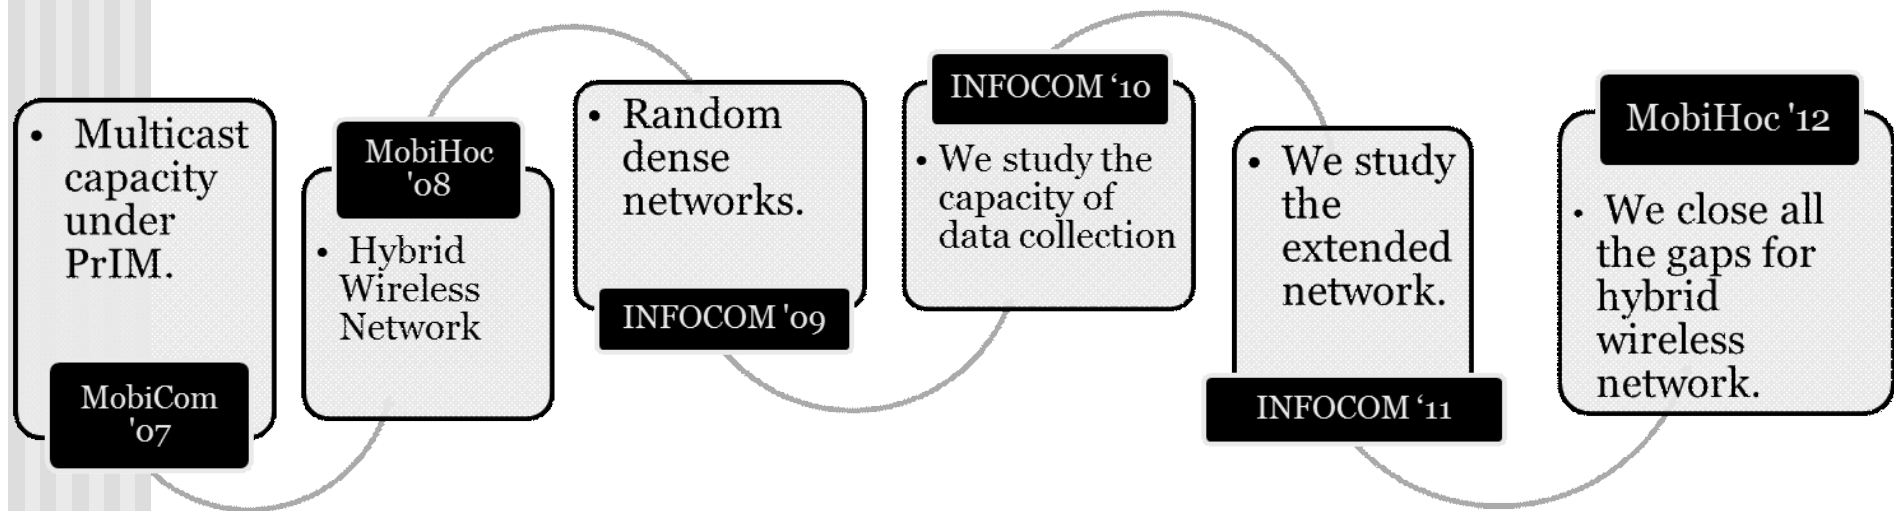 • Multicast
capacity
under
PrIM.
MobiCom
'07
MobiHoc
'08
• Hybrid
Wireless
Network
• Random
dense
networks.
INFOCOM '09
INFOCOM ‘10
• We study the
capacity of
data collection
• We study
the
extended
network.
INFOCOM ‘11
MobiHoc '12
• We close all
the gaps for
hybrid
wireless
network.